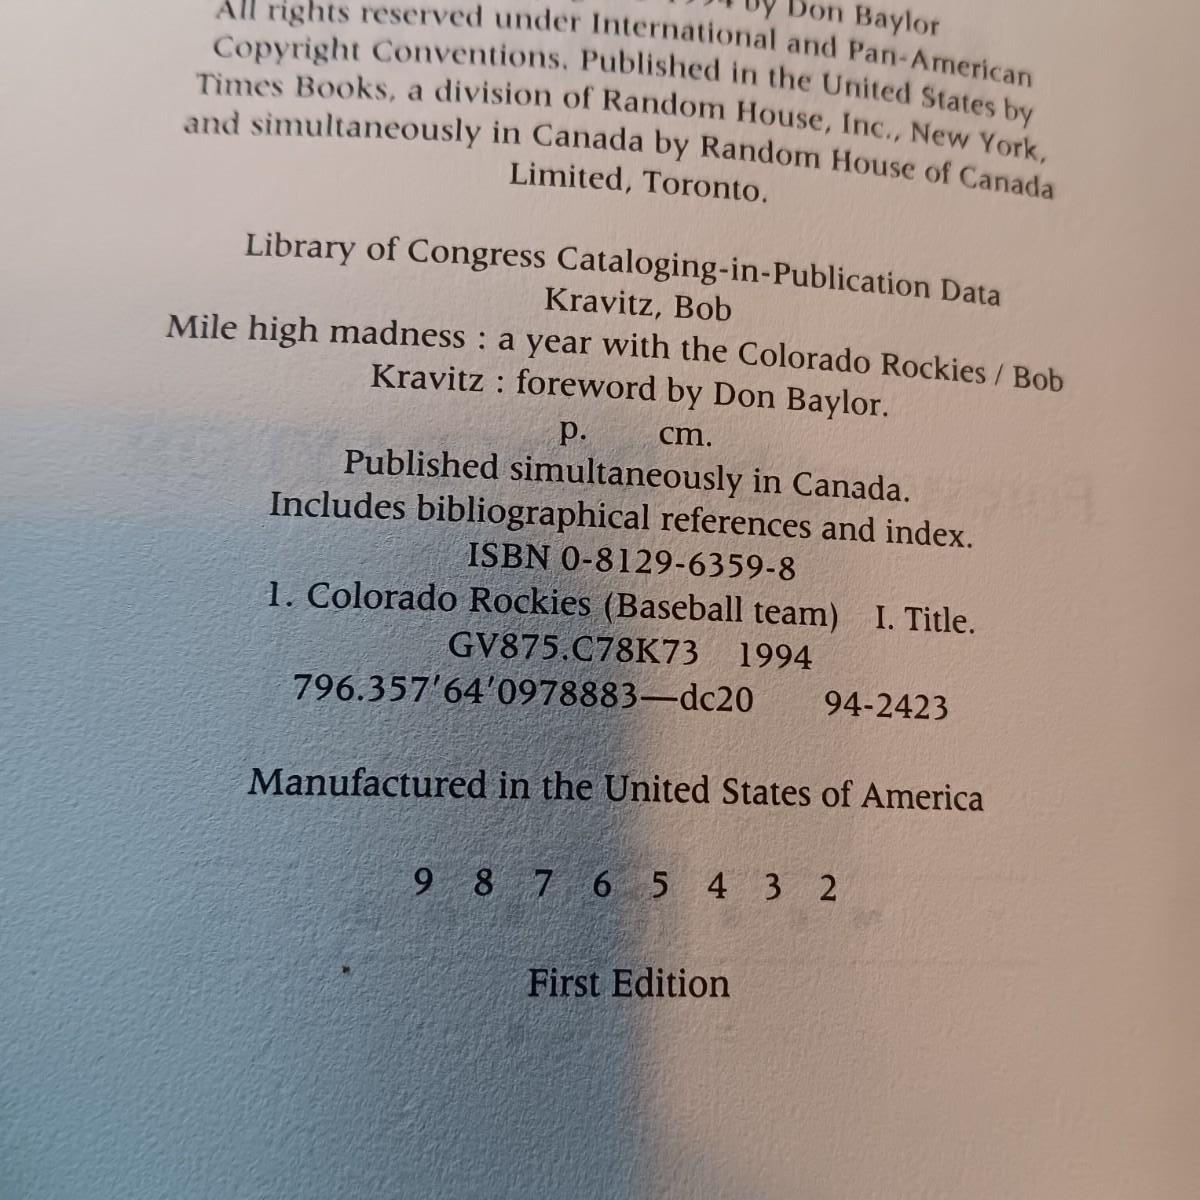 by Don Baylor
All rights reserved under International and Pan-American
Copyright Conventions. Published in the United States by
Times Books, a division of Random House, Inc., New York,
and simultaneously in Canada by Random House of Canada
Limited, Toronto.
Library of Congress Cataloging-in-Publication Data
Kravitz, Bob
Mile high madness : a year with the Colorado Rockies / Bob
Kravitz : foreword by Don Baylor.
p. cm.
Published simultaneously in Canada.
Includes bibliographical references and index.
ISBN 0-8129-6359-8
1. Colorado Rockies (Baseball team) I. Title.
GV875.C78K73 1994
796.357'64'0978883—dc20 94-2423
Manufactured in the United States of America
9 8 7 6 5 4 3 2
First Edition